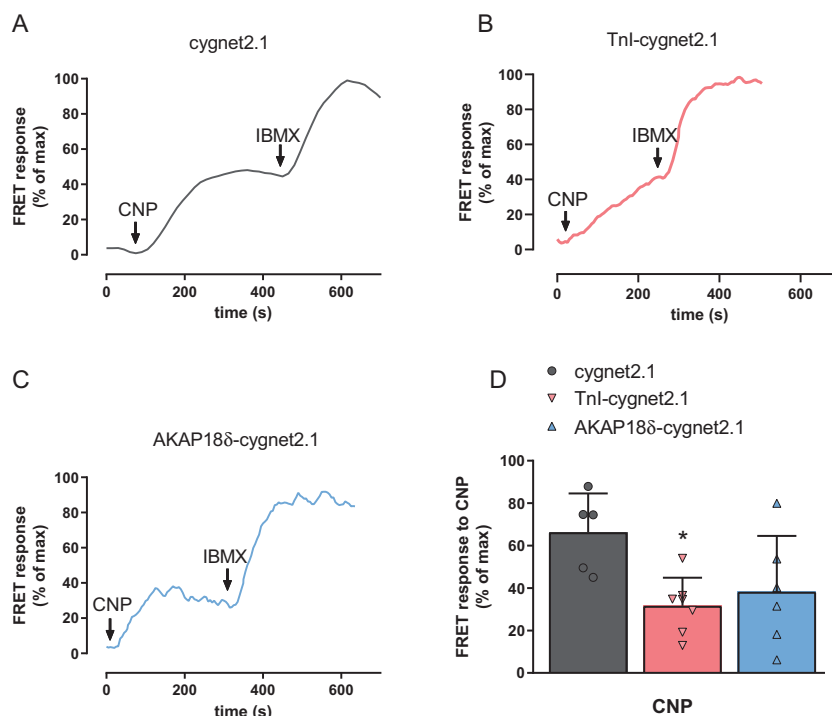 A
cygnet2.1
FRET response
(% of max)
100
80
60
40
20
0
CNP
IBMX
0
200
400
600
time (s)
B
TnI-cygnet2.1
FRET response
(% of max)
100
80
60
40
20
0
CNP
IBMX
0
200
400
600
time (s)
C
AKAP18δ-cygnet2.1
FRET response
(% of max)
100
80
60
40
20
0
CNP
IBMX
0
200
400
600
time (s)
D
cygnet2.1
TnI-cygnet2.1
AKAP18δ-cygnet2.1
FRET response to CNP
(% of max)
100
80
60
40
20
0
*
CNP